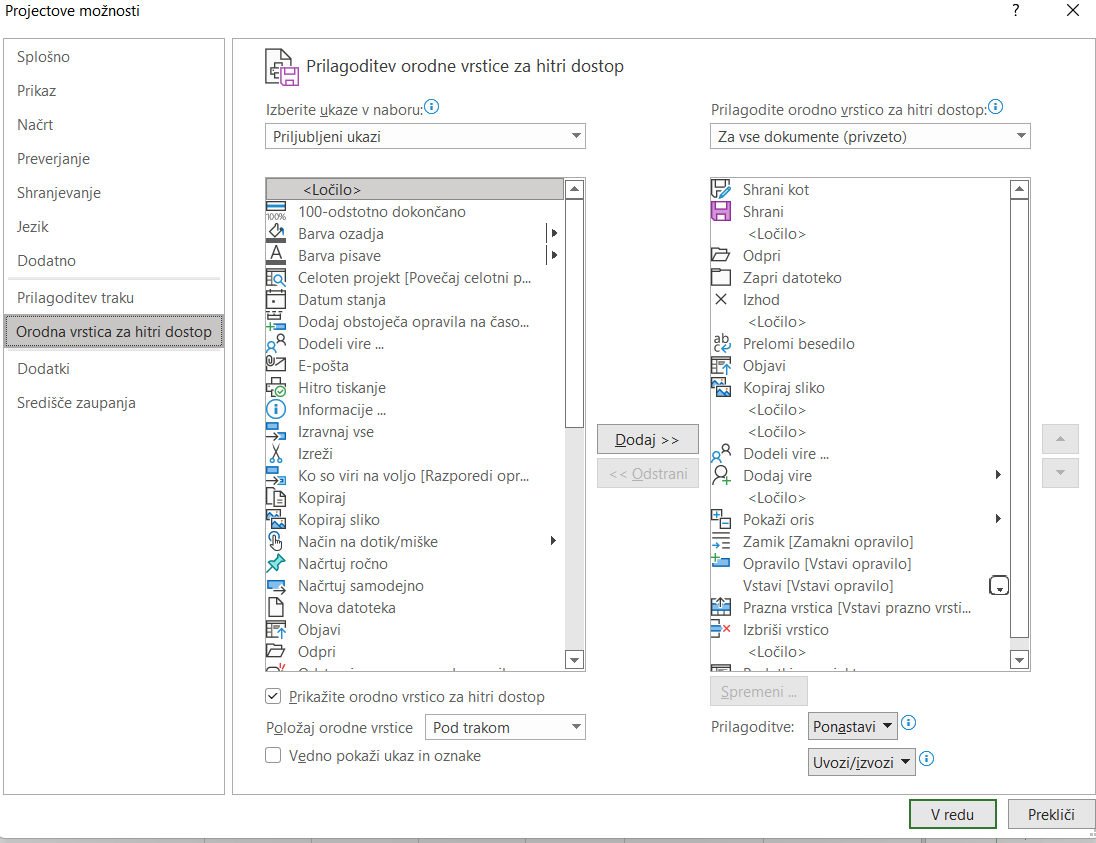 Projectove možnosti
?
Splošno
Prikaz
Načrt
Preverjanje
Shranjevanje
Jezik
Dodatno
Prilagoditev traku
Orodna vrstica za hitri dostop
Dodatki
Središče zaupanja
Prilagoditev orodne vrstice za hitri dostop
Izberite ukaze v naboru:
Priljubljeni ukazi
<Ločilo>
100-odstotno dokončano
Barva ozadja
Barva pisave
Celoten projekt [Povečaj celotni p...
Datum stanja
Dodaj obstoječa opravila na časo...
Dodeli vire ...
E-pošta
Hitro tiskanje
Informacije ...
Izravnaj vse
Izreži
Ko so viri na voljo [Razporedi opr...
Kopiraj
Kopiraj sliko
Način na dotik/miške
Načrtuj ročno
Načrtuj samodejno
Nova datoteka
Objavi
Odpri
Prikažite orodno vrstico za hitri dostop
Položaj orodne vrstice
Pod trakom
Vedno pokaži ukaz in oznake
Dodaj >>
<< Odstrani
Prilagodite orodno vrstico za hitri dostop:
Za vse dokumente (privzeto)
Shrani kot
Shrani
<Ločilo>
Odpri
Zapri datoteko
Izhod
<Ločilo>
Prelomi besedilo
Objavi
Kopiraj sliko
<Ločilo>
<Ločilo>
Dodeli vire ...
Dodaj vire
<Ločilo>
Pokaži oris
Zamik [Zamakni opravilo]
Opravilo [Vstavi opravilo]
Vstavi [Vstavi opravilo]
Prazna vrstica [Vstavi prazno vrsti...
Izbriši vrstico
<Ločilo>
Spremeni ...
Prilagoditve:
Ponastavi
Uvozi/izvozi
V redu
Prekliči